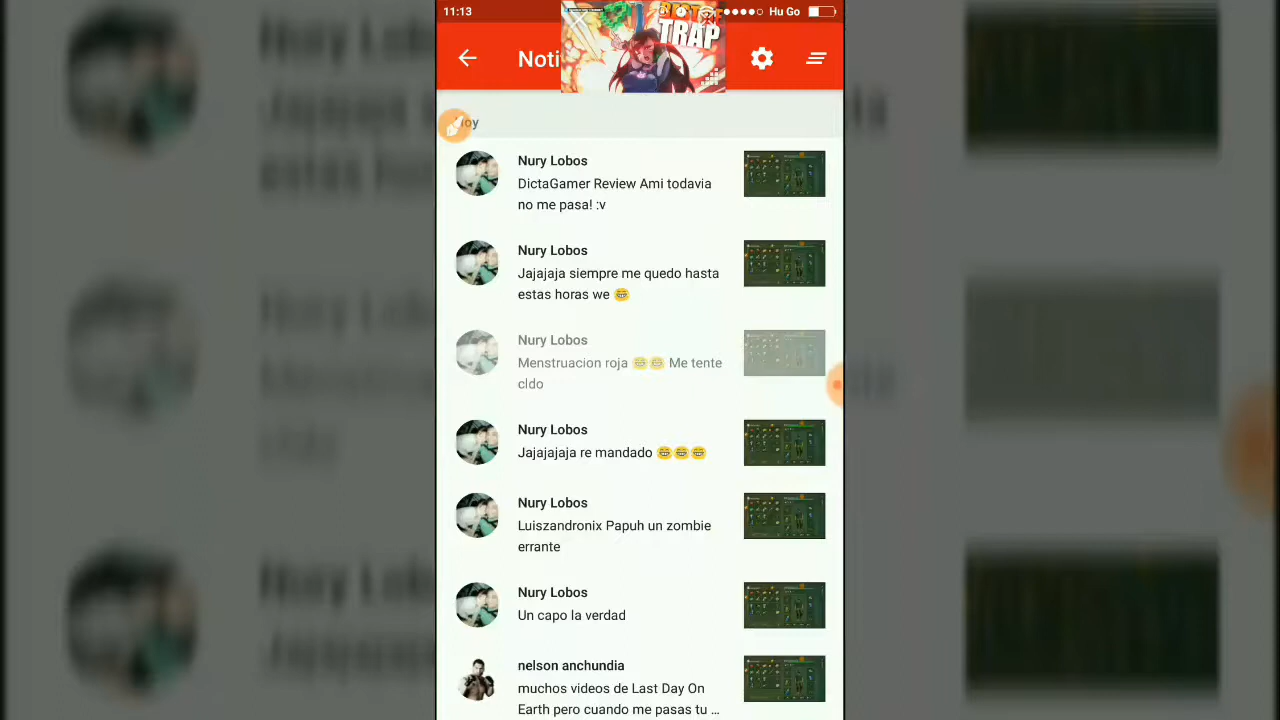 11:13
Hu Go
BEST OF
TRAP
Noti
Hoy
Nury Lobos
DictaGamer Review Ami todavia
no me pasa! :v
Nury Lobos
Jajajaja siempre me quedo hasta
estas horas we 😁
Nury Lobos
Menstruacion roja 😂😂 Me tente
cldo
Nury Lobos
Jajajajaja re mandado 😂😂😂
Nury Lobos
Luiszandronix Papuh un zombie
errante
Nury Lobos
Un capo la verdad
nelson anchundia
muchos videos de Last Day On
Earth pero cuando me pasas tu ...